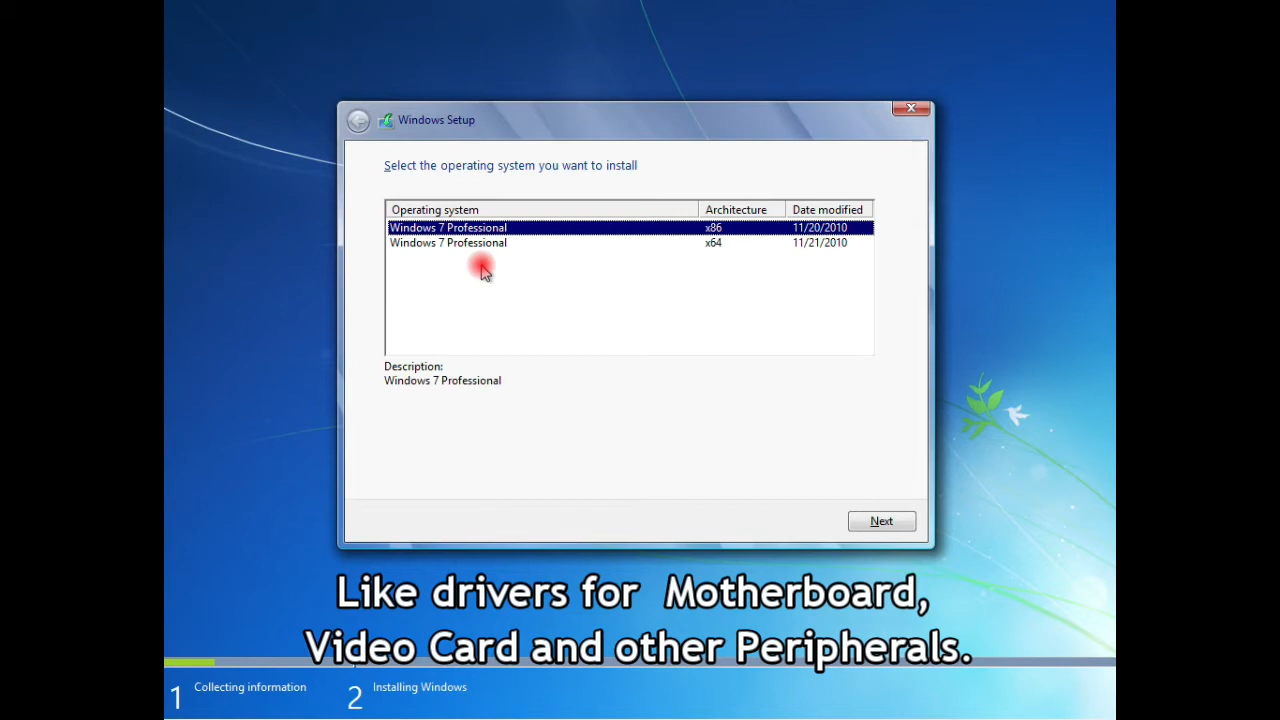 Windows Setup
Select the operating system you want to install
Operating system Architecture Date modified
Windows 7 Professional x86 11/20/2010
Windows 7 Professional x64 11/21/2010
Description:
Windows 7 Professional
Next
Like drivers for Motherboard,
Video Card and other Peripherals.
1 Collecting information 2 Installing Windows